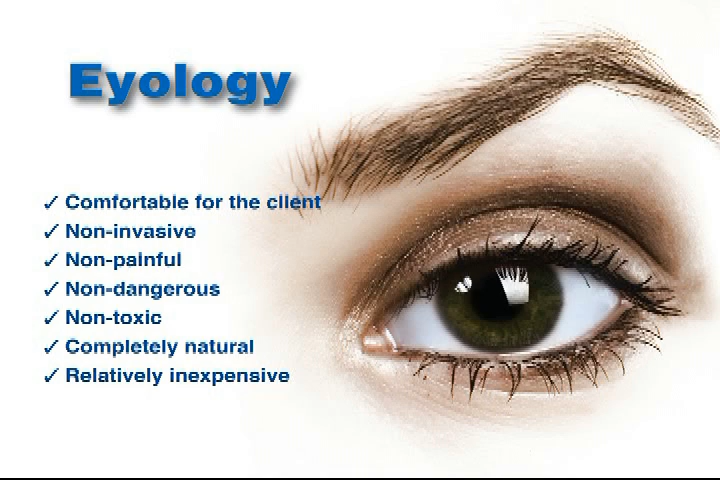 Eyology
✓ Comfortable for the client
✓ Non-invasive
✓ Non-painful
✓ Non-dangerous
✓ Non-toxic
✓ Completely natural
✓ Relatively inexpensive